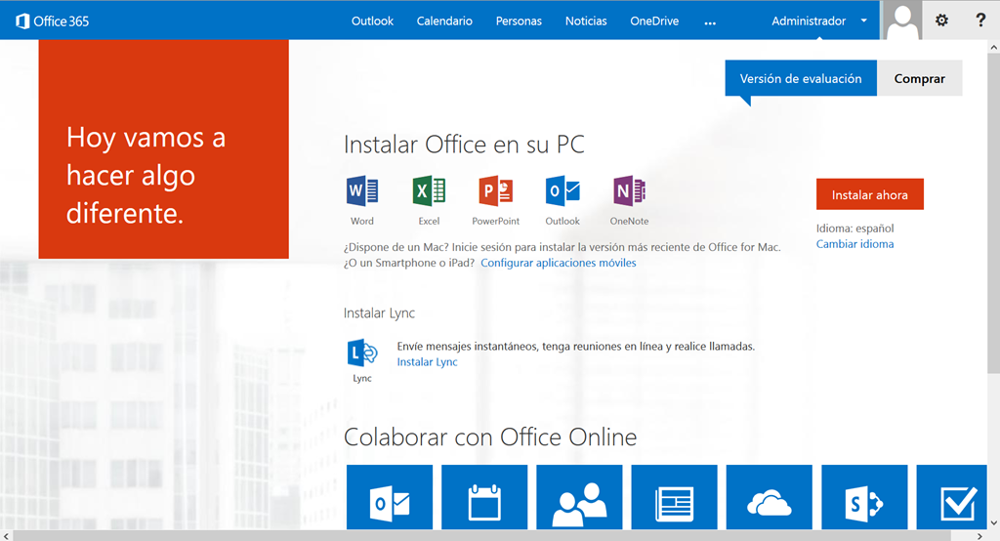 Office 365
Outlook Calendario Personas Noticias OneDrive ... Administrador ?
Versión de evaluación Comprar
Hoy vamos a
hacer algo
diferente.
Instalar Office en su PC
Word Excel PowerPoint Outlook OneNote
Instalar ahora
Idioma: español
Cambiar idioma
¿Dispone de un Mac? Inicie sesión para instalar la versión más reciente de Office for Mac.
¿O un Smartphone o iPad? Configurar aplicaciones móviles
Instalar Lync
Envíe mensajes instantáneos, tenga reuniones en línea y realice llamadas.
Instalar Lync
Lync
Colaborar con Office Online